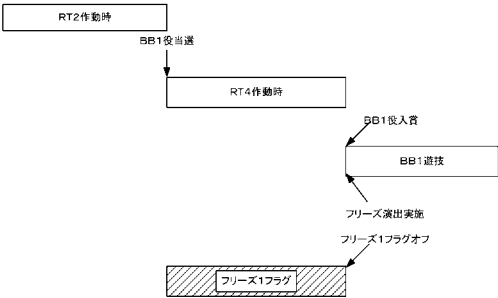 RT2作動時
BB1役当選
RT4作動時
BB1役入賞
BB1遊技
フリーズ演出実施
フリーズ1フラグオフ
フリーズ1フラグ